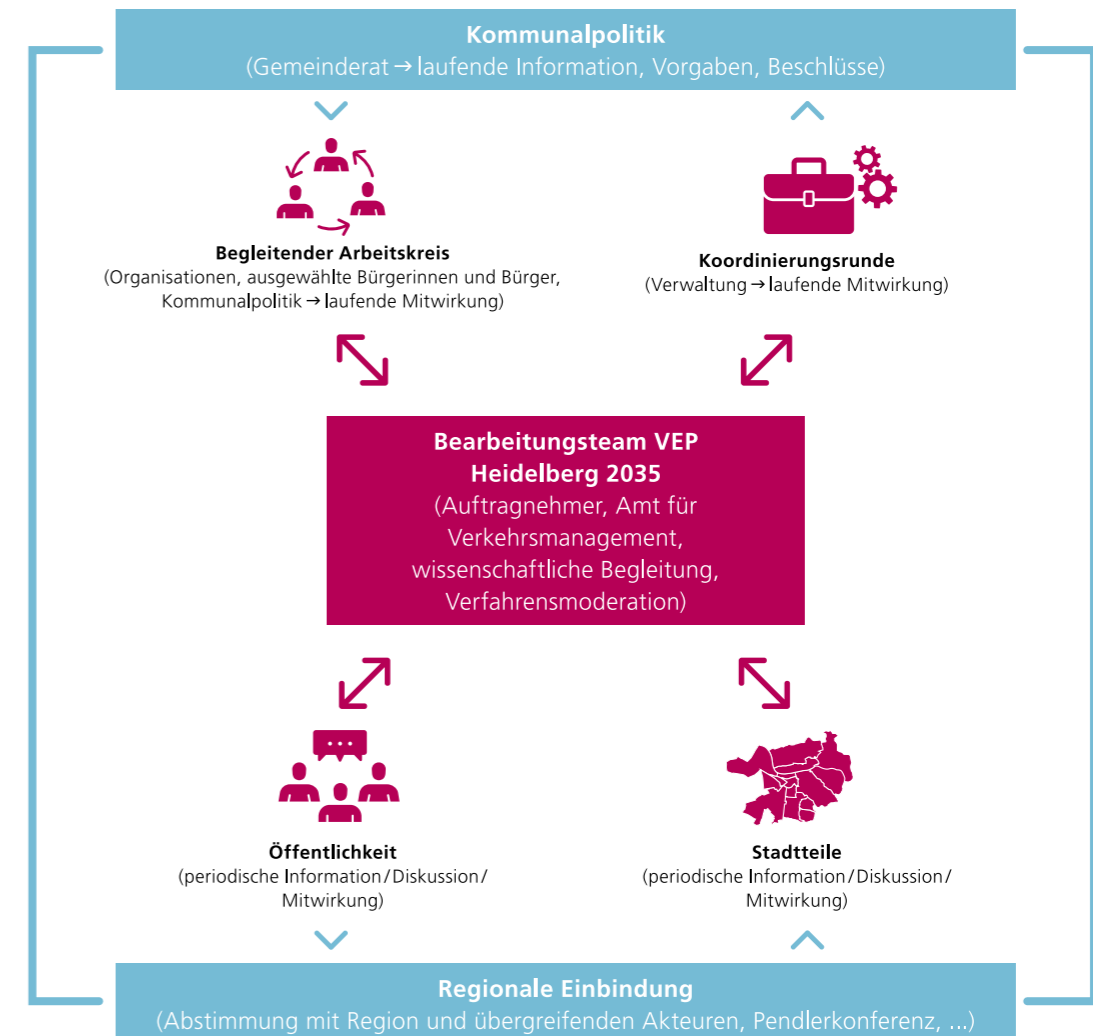 Kommunalpolitik
(Gemeinderat → laufende Information, Vorgaben, Beschlüsse)
Begleitender Arbeitskreis
(Organisationen, ausgewählte Bürgerinnen und Bürger,
Kommunalpolitik → laufende Mitwirkung)
Koordinierungsrunde
(Verwaltung → laufende Mitwirkung)
Bearbeitungsteam VEP
Heidelberg 2035
(Auftragnehmer, Amt für
Verkehrsmanagement,
wissenschaftliche Begleitung,
Verfahrensmoderation)
Öffentlichkeit
(periodische Information/Diskussion/
Mitwirkung)
Stadtteile
(periodische Information/Diskussion/
Mitwirkung)
Regionale Einbindung
(Abstimmung mit Region und übergreifenden Akteuren, Pendlerkonferenz, ...)